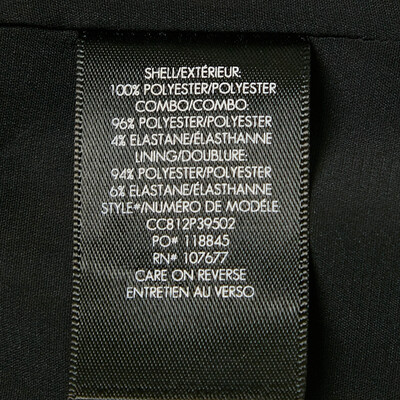 SHELL/EXTÉRIEUR:
100% POLYESTER/POLYESTER
COMBO/COMBO:
96% POLYESTER/POLYESTER
4% ELASTANE/ÉLASTHANNE
LINING/DOUBLURE:
94% POLYESTER/POLYESTER
6% ELASTANE/ÉLASTHANNE
STYLE#/NUMÉRO DE MODÈLE
CC812P39502
PO# 118845
RN# 107677
CARE ON REVERSE
ENTRETIEN AU VERSO